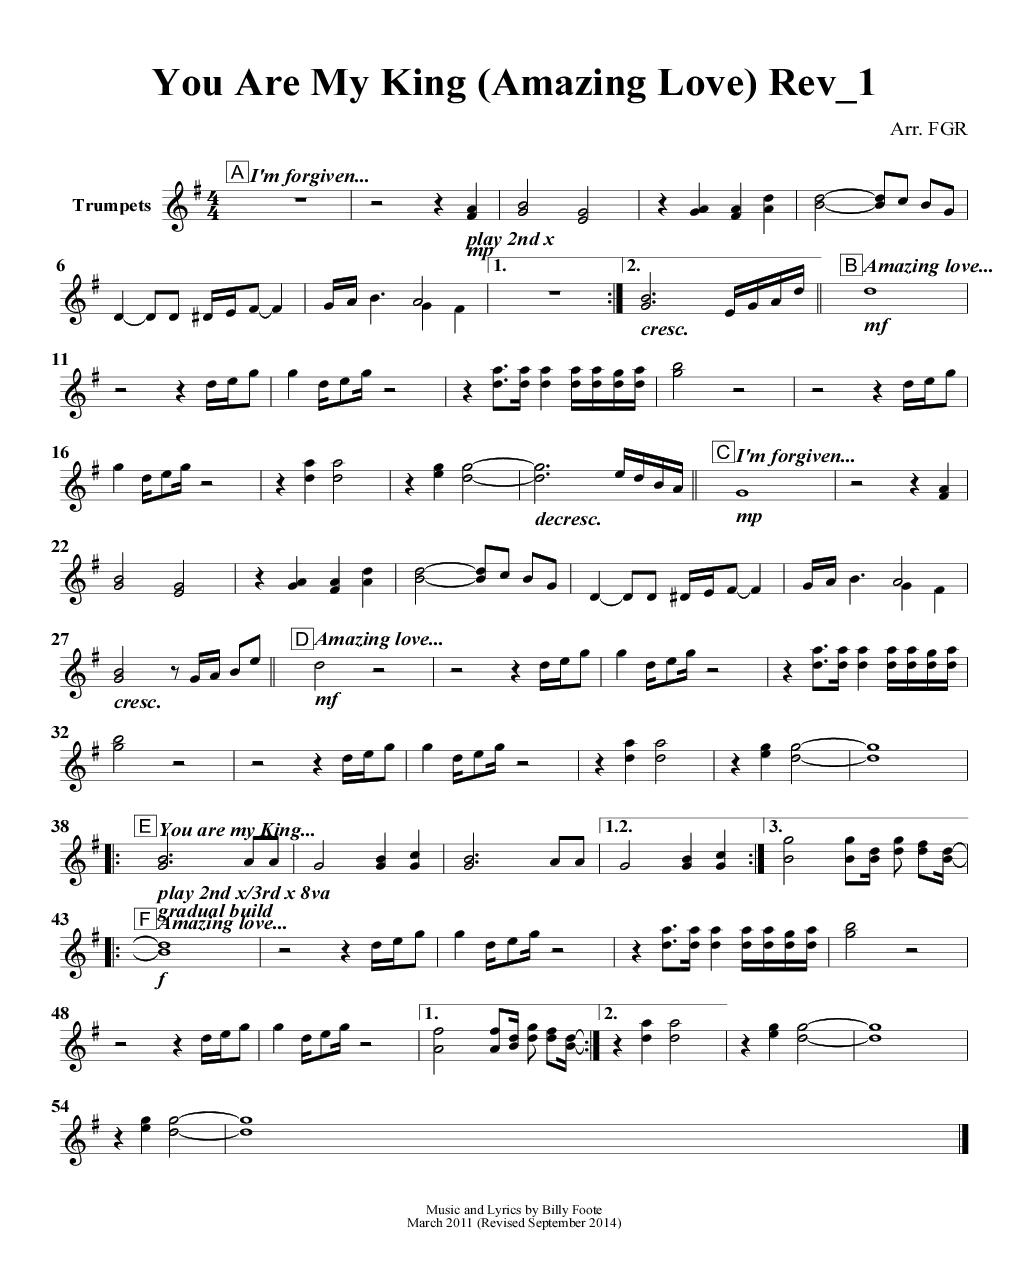 You Are My King (Amazing Love) Rev_1
Arr. FGR
A I'm forgiven...
Trumpets
play 2nd x
mp
6
1.
2.
B Amazing love...
cresc.
mf
11
16
C I'm forgiven...
decresc.
mp
22
27
D Amazing love...
cresc.
mf
32
38
E You are my King...
1.2.
3.
play 2nd x/3rd x 8va
gradual build
43
F Amazing love...
f
48
1.
2.
54
Music and Lyrics by Billy Foote
March 2011 (Revised September 2014)